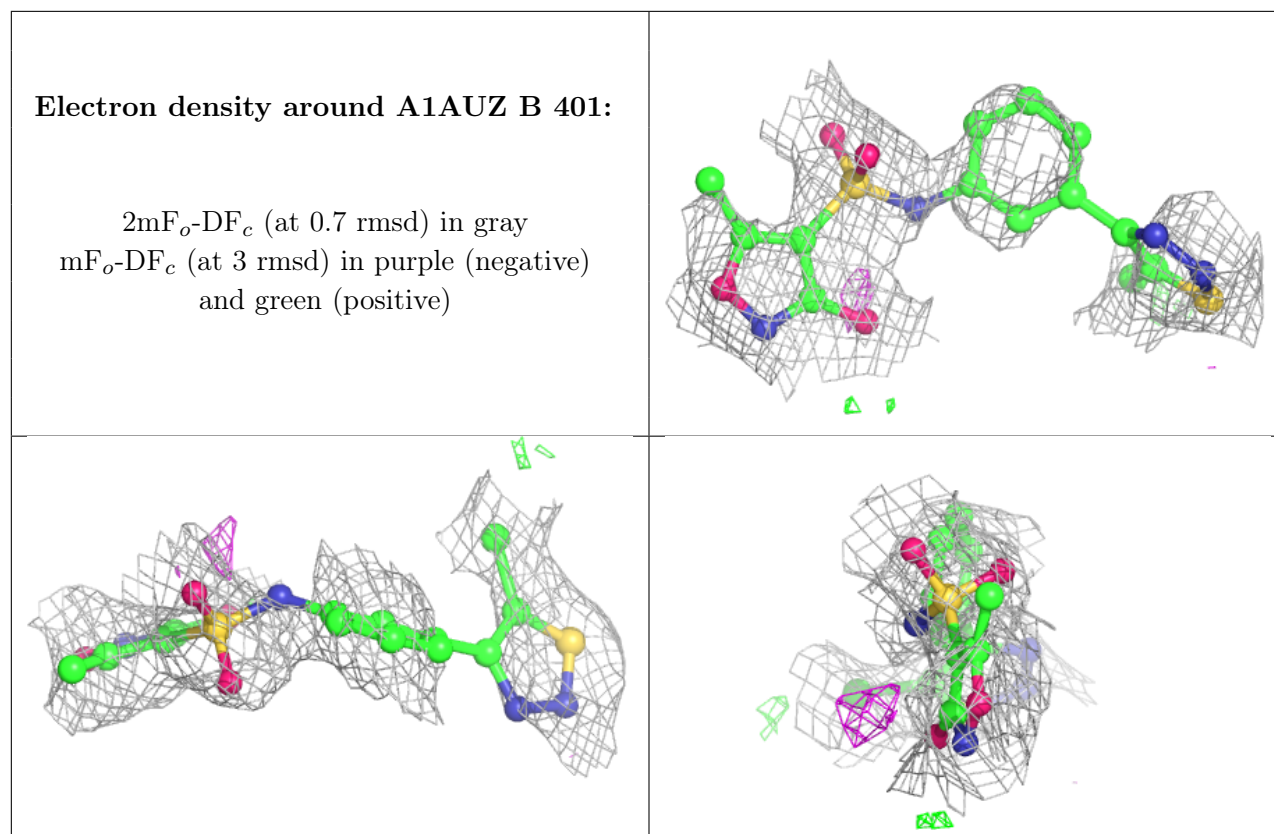 Electron density around A1AUZ B 401:
2mFₒ-DF𝒸 (at 0.7 rmsd) in gray
mFₒ-DF𝒸 (at 3 rmsd) in purple (negative)
and green (positive)